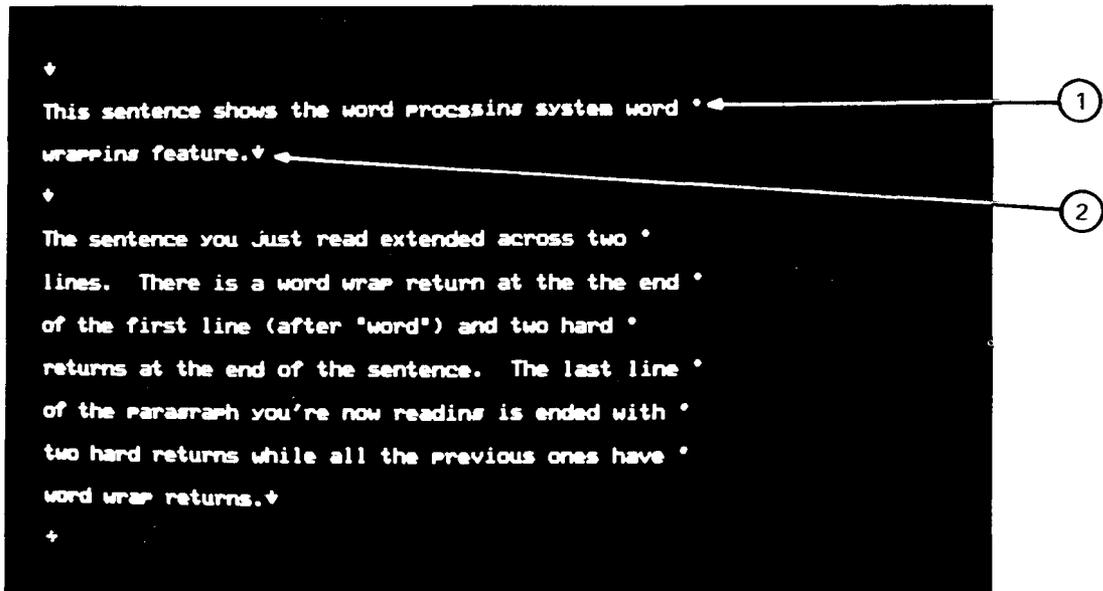 This sentence shows the word procssing system word 1
wrapping feature. 2
The sentence you just read extended across two
lines. There is a word wrap return at the the end
of the first line (after "word") and two hard
returns at the end of the sentence. The last line
of the paragraph you're now reading is ended with
two hard returns while all the previous ones have
word wrap returns.